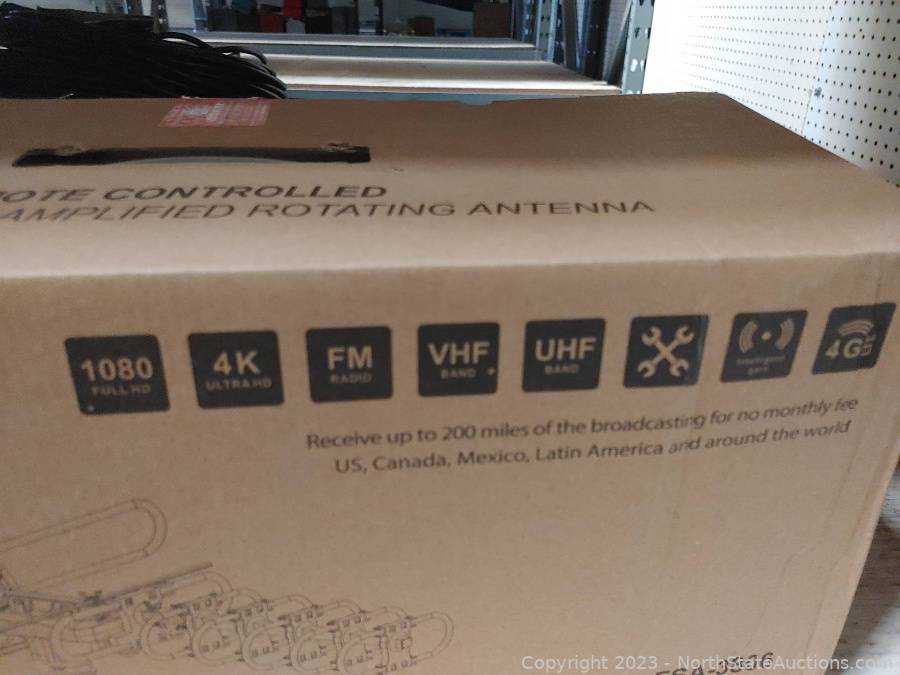 OTE CONTROLLED
AMPLIFIED ROTATING ANTENNA
1080
FULL HD
4K
ULTRA HD
FM
RADIO
VHF
BAND
UHF
BAND
Intelligent
gain
4G
Receive up to 200 miles of the broadcasting for no monthly fee
US, Canada, Mexico, Latin America and around the world
Copyright © 2023 - NorthStateAuctions.com